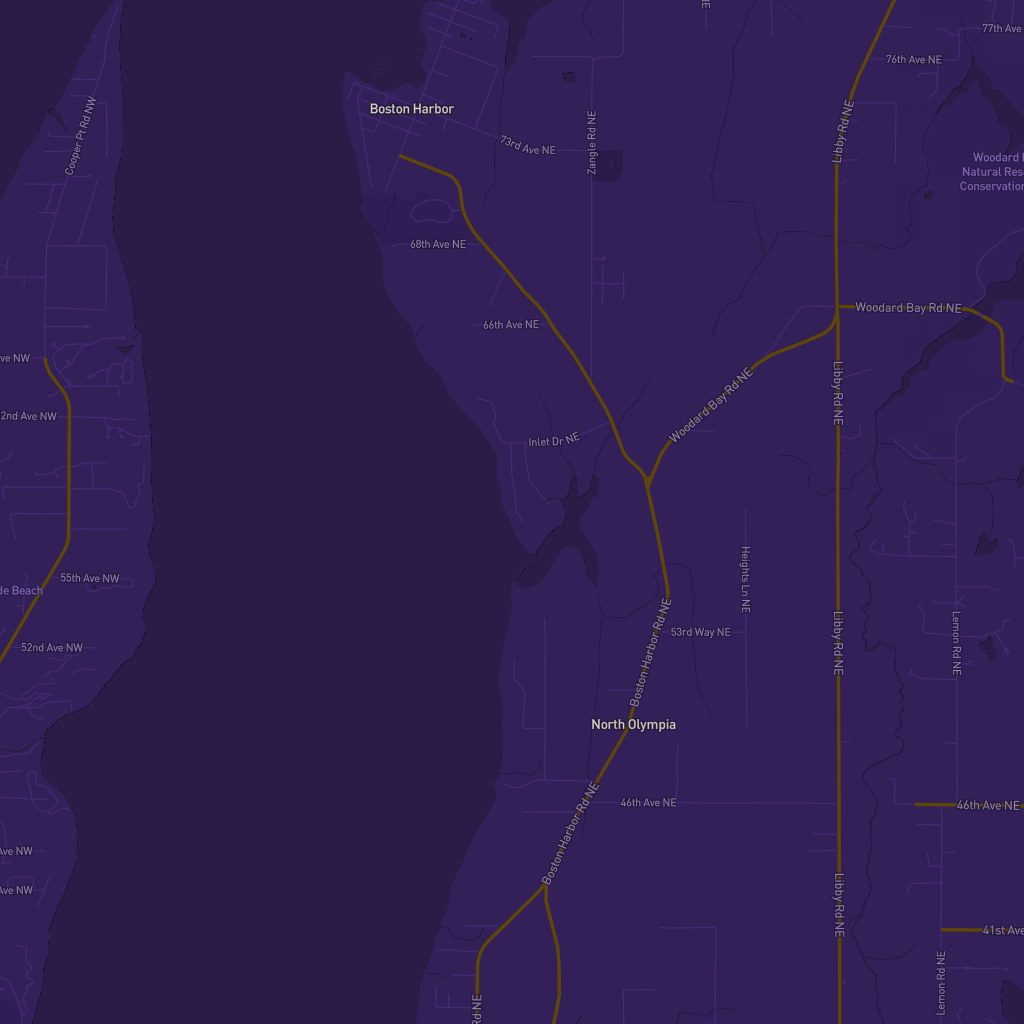 77th Ave
76th Ave NE
NE
Cooper Pt Rd NW
Boston Harbor
73rd Ave NE
Zangle Rd NE
Libby Rd NE
Woodard
Natural
Conservation
68th Ave NE
66th Ave NE
Woodard Bay Rd NE
ve NW
2nd Ave NW
Woodard Bay Rd NE
Libby Rd NE
Inlet Dr NE
55th Ave NW
de Beach
52nd Ave NW
Heights Ln NE
Boston Harbor Rd NE
53rd Way NE
Libby Rd NE
Lemon Rd NE
North Olympia
46th Ave NE
46th Ave NE
Boston Harbor Rd NE
Ave NW
Ave NW
Libby Rd NE
41st Ave
Lemon Rd NE
Rd NE